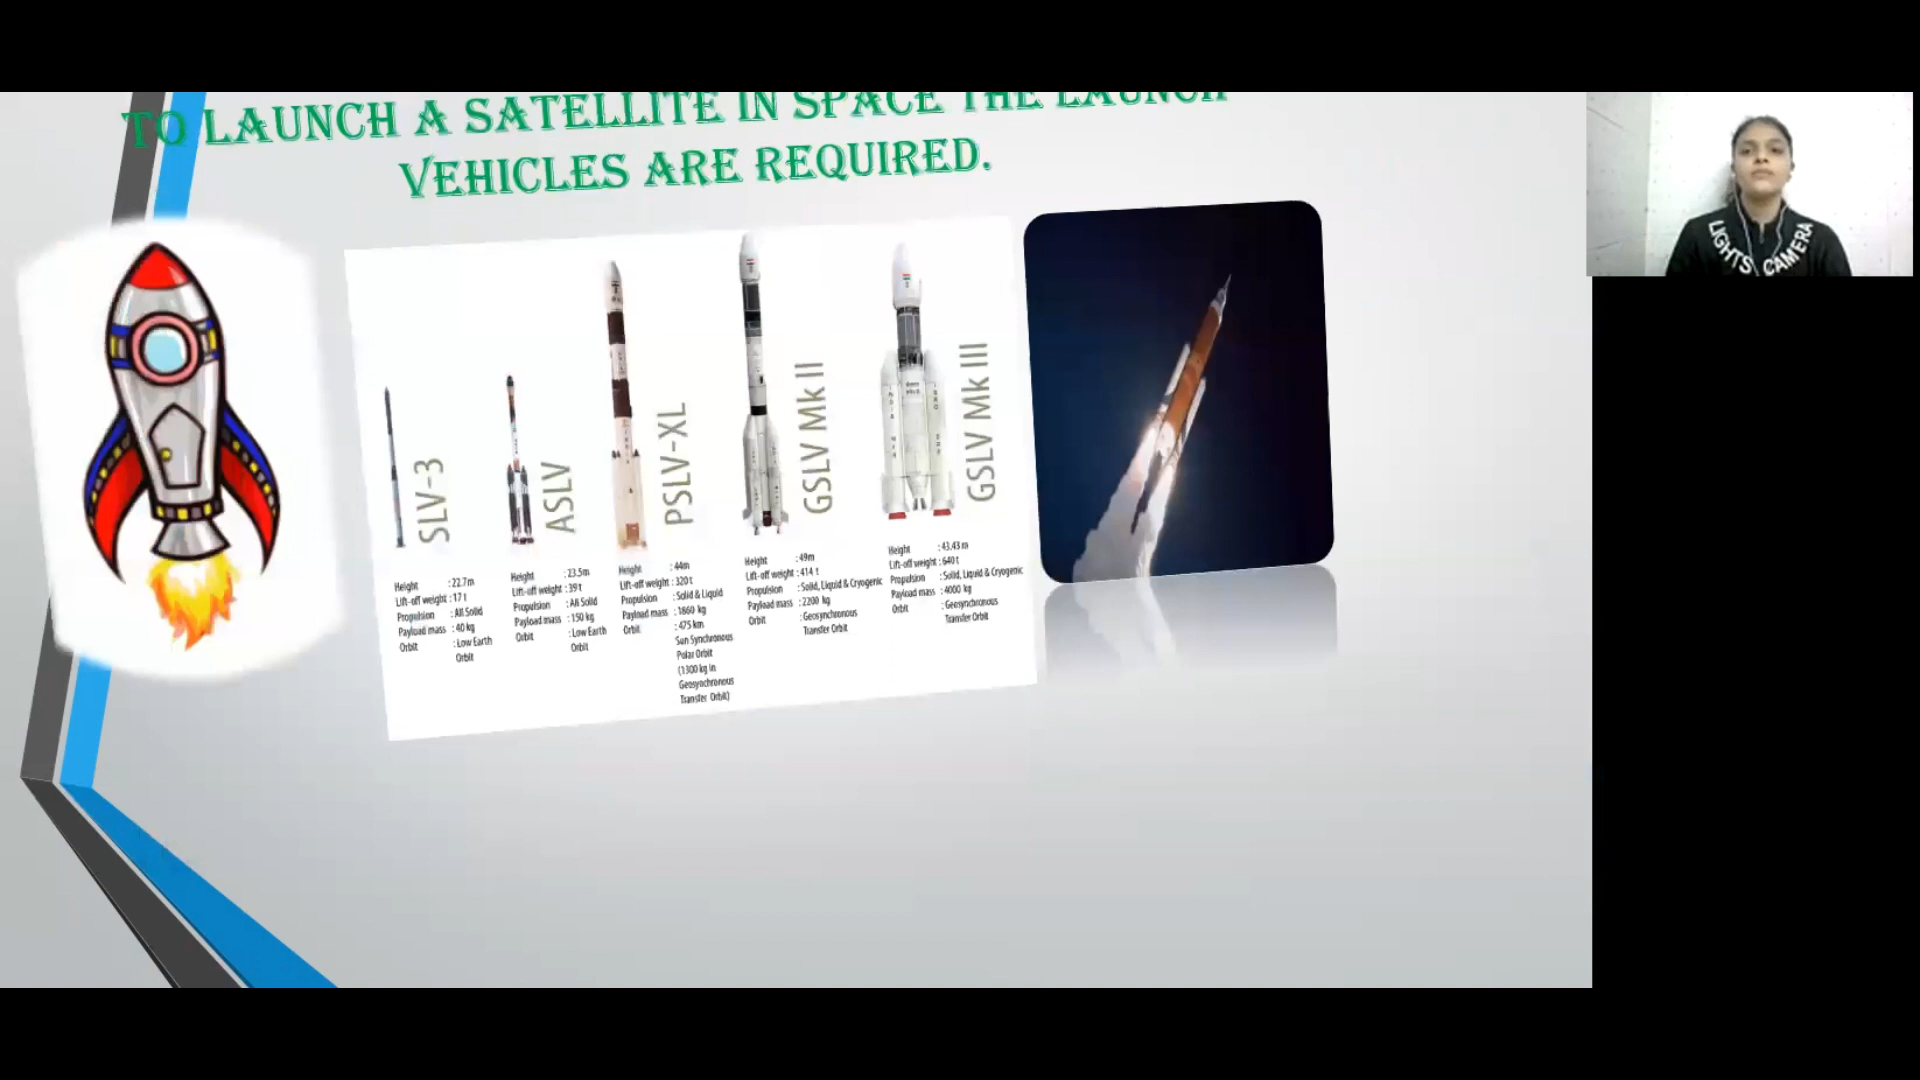 TO LAUNCH A SATELLITE IN SPACE THE LAUNCH
VEHICLES ARE REQUIRED.
SLV-3
Height : 22.7m
Lift-off weight : 17 t
Propulsion : All Solid
Payload mass : 40 kg
Orbit : Low Earth
Orbit
ASLV
Height : 23.5m
Lift-off weight : 39 t
Propulsion : All Solid
Payload mass : 150 kg
Orbit : Low Earth
Orbit
PSLV-XL
Height : 44m
Lift-off weight : 320 t
Propulsion : Solid & Liquid
Payload mass : 1860 kg
Orbit : 475 km
Sun Synchronous
Polar Orbit
(1300 kg in
Geosynchronous
Transfer Orbit)
GSLV Mk II
Height : 49m
Lift-off weight : 414 t
Propulsion : Solid, Liquid & Cryogenic
Payload mass : 2200 kg
Orbit : Geosynchronous
Transfer Orbit
GSLV Mk III
Height : 43.43 m
Lift-off weight : 640 t
Propulsion : Solid, Liquid & Cryogenic
Payload mass : 4000 kg
Orbit : Geosynchronous
Transfer Orbit
LIGHTS CAMERA